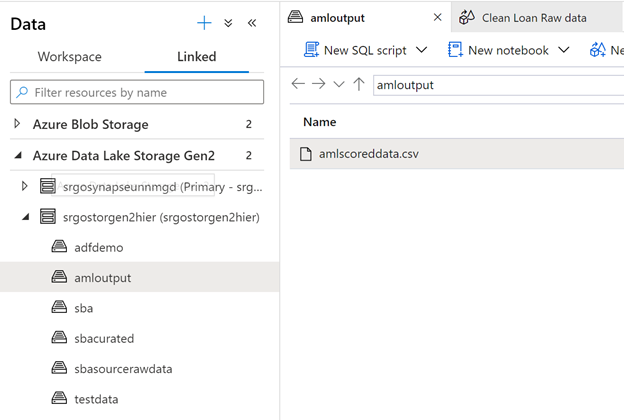 Data
Workspace
Linked
Filter resources by name
Azure Blob Storage 2
Azure Data Lake Storage Gen2 2
srgosynapseunnmgd (Primary - srg...
srgostorgen2hier (srgostorgen2hier)
adfdemo
amloutput
sba
sbacurated
sbasourcerawdata
testdata
amloutput
Clean Loan Raw data
New SQL script
New notebook
Ne
amloutput
Name
amlscoreddata.csv